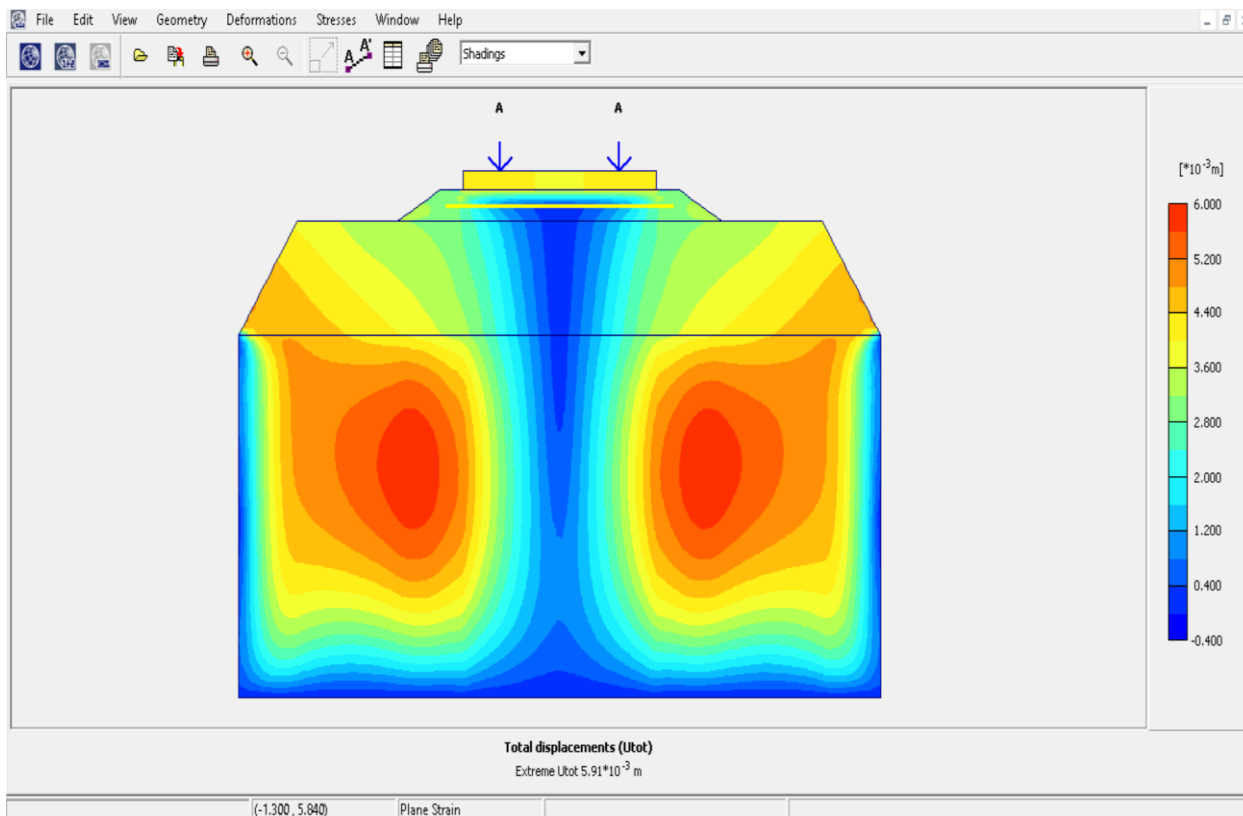 File Edit View Geometry Deformations Stresses Window Help
A A'
Shadings
A A
[*10-3m]
6.000
5.200
4.400
3.600
2.800
2.000
1.200
0.400
-0.400
Total displacements (Utot)
Extreme Utot 5.91*10-3 m
(-1.300 , 5.840) Plane Strain